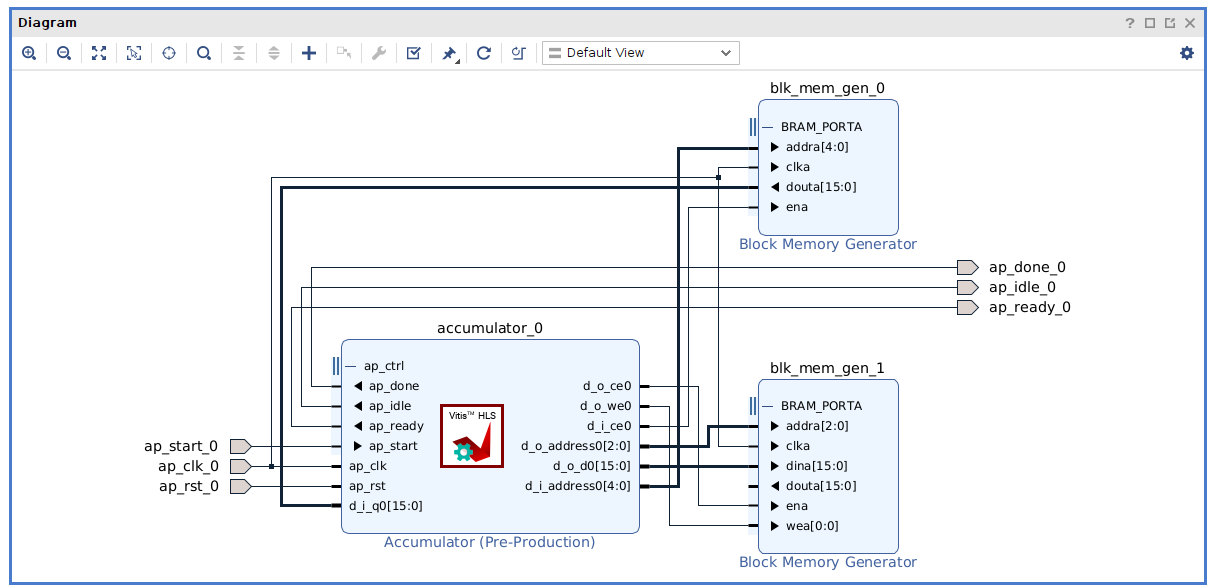 Diagram
?
Default View
blk_mem_gen_0
BRAM_PORTA
addra[4:0]
clka
douta[15:0]
ena
Block Memory Generator
ap_done_0
ap_idle_0
ap_ready_0
accumulator_0
ap_ctrl
ap_done
ap_idle
ap_ready
ap_start
ap_clk
ap_rst
d_i_q0[15:0]
Vitis™ HLS
d_o_ce0
d_o_we0
d_i_ce0
d_o_address0[2:0]
d_o_d0[15:0]
d_i_address0[4:0]
Accumulator (Pre-Production)
ap_start_0
ap_clk_0
ap_rst_0
blk_mem_gen_1
BRAM_PORTA
addra[2:0]
clka
dina[15:0]
douta[15:0]
ena
wea[0:0]
Block Memory Generator